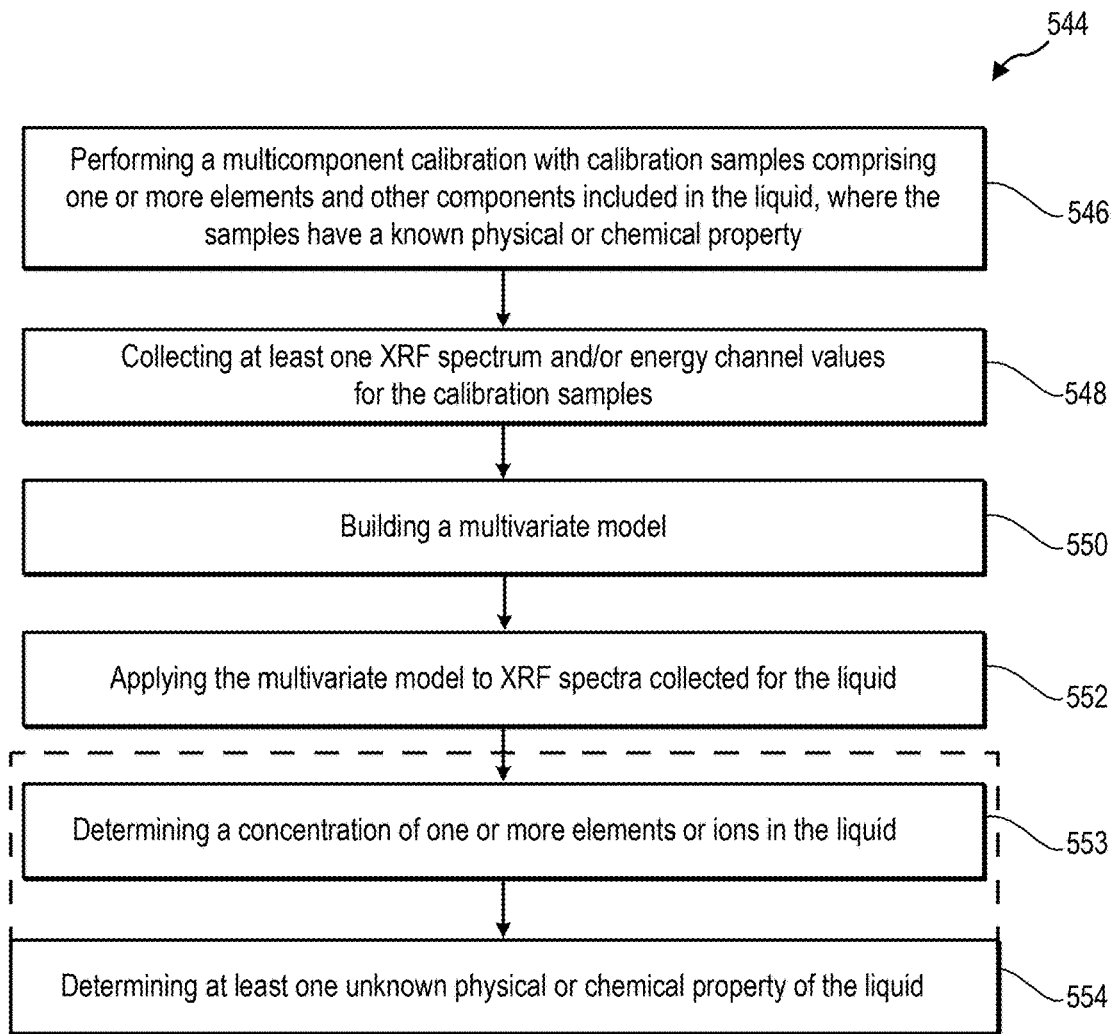 544
Performing a multicomponent calibration with calibration samples comprising
one or more elements and other components included in the liquid, where the
samples have a known physical or chemical property
546
Collecting at least one XRF spectrum and/or energy channel values
for the calibration samples
548
Building a multivariate model
550
Applying the multivariate model to XRF spectra collected for the liquid
552
Determining a concentration of one or more elements or ions in the liquid
553
Determining at least one unknown physical or chemical property of the liquid
554